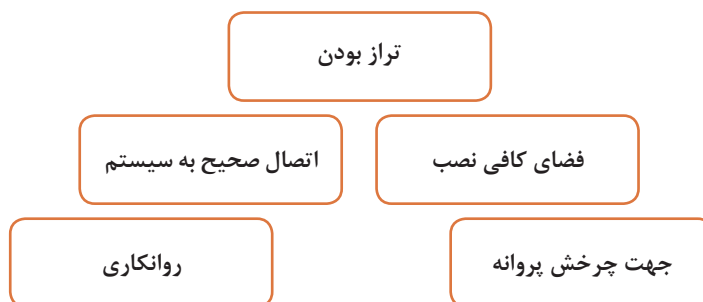 تراز بودن
فضای کافی نصب
اتصال صحیح به سیستم
جهت چرخش پروانه
روانکاری